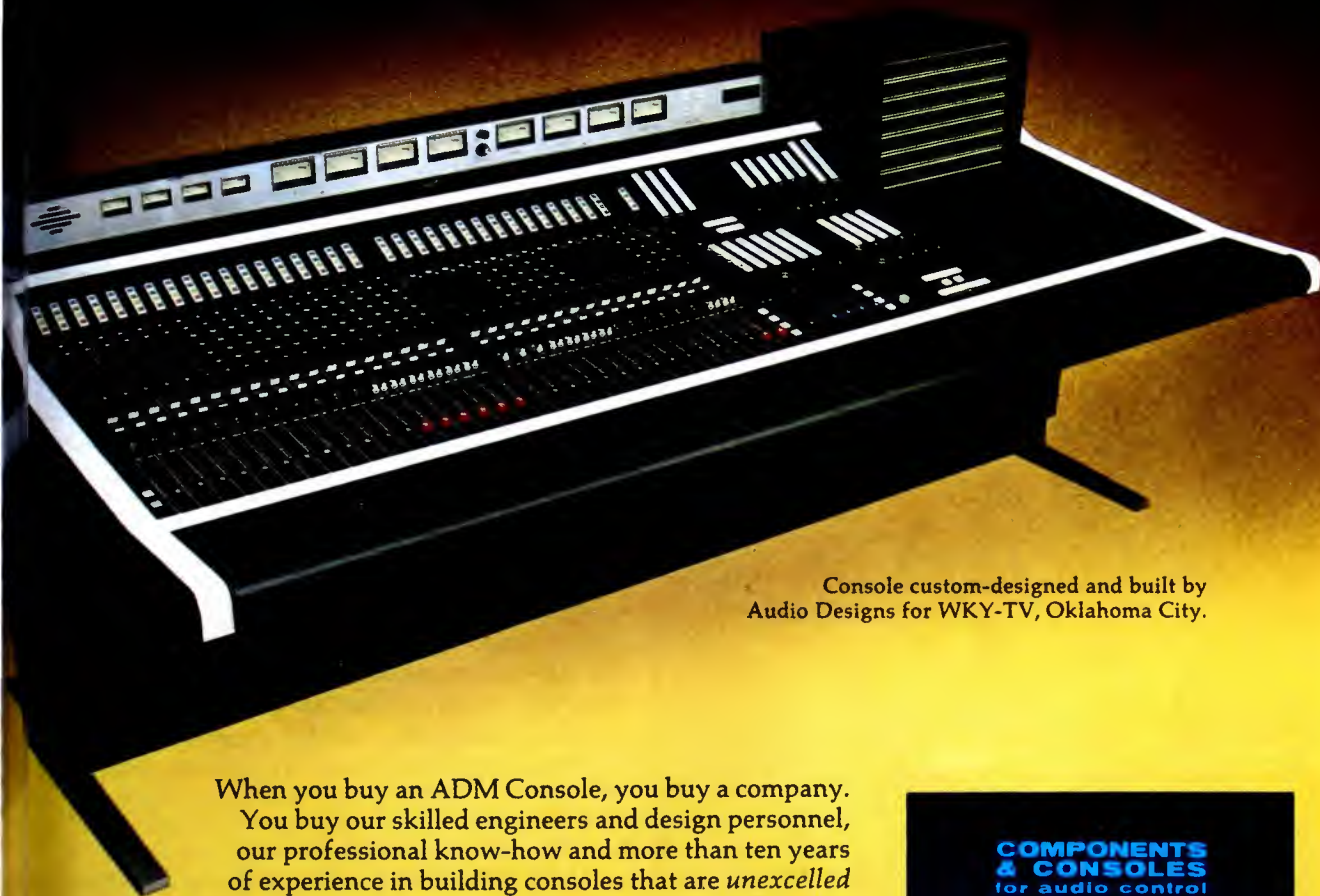 Console custom-designed and built by
Audio Designs for WKY-TV, Oklahoma City.
When you buy an ADM Console, you buy a company.
You buy our skilled engineers and design personnel,
our professional know-how and more than ten years
of experience in building consoles that are unexcelled
COMPONENTS
& CONSOLES
for audio control